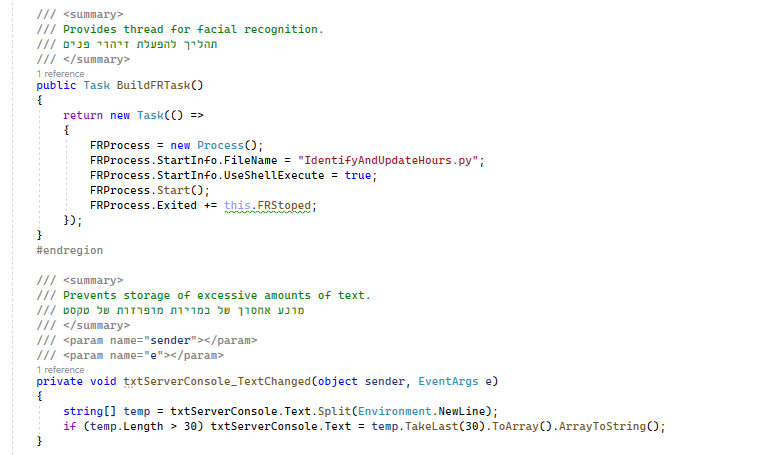 /// <summary>
/// Provides thread for facial recognition.
/// תהליך להפעלת זיהוי פנים
/// </summary>
1 reference
public Task BuildFRTask()
{
return new Task(() =>
{
FRProcess = new Process();
FRProcess.StartInfo.FileName = "IdentifyAndUpdateHours.py";
FRProcess.StartInfo.UseShellExecute = true;
FRProcess.Start();
FRProcess.Exited += this.FRStoped;
});
}
#endregion
/// <summary>
/// Prevents storage of excessive amounts of text.
/// מונע אחסון של כמויות מופרזות של טקסט
/// </summary>
/// <param name="sender"></param>
/// <param name="e"></param>
1 reference
private void txtServerConsole_TextChanged(object sender, EventArgs e)
{
string[] temp = txtServerConsole.Text.Split(Environment.NewLine);
if (temp.Length > 30) txtServerConsole.Text = temp.TakeLast(30).ToArray().ArrayToString();
}